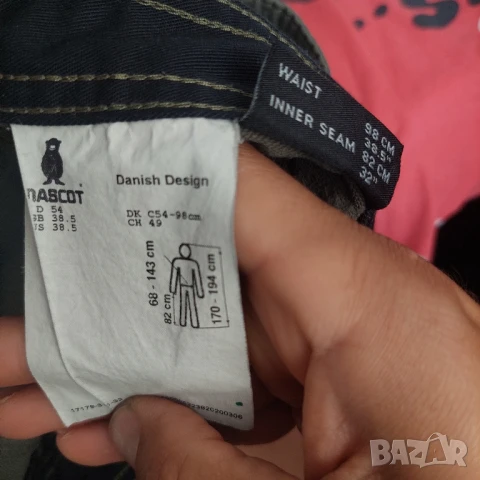 WAIST 98 CM
38.5"
INNER SEAM 82 CM
32"
MASCOT
Danish Design
D 54
GB 38.5
US 38.5
DK C54-98cm
CH 49
68 - 143 cm
82 cm
170 - 194 cm
BAZAR